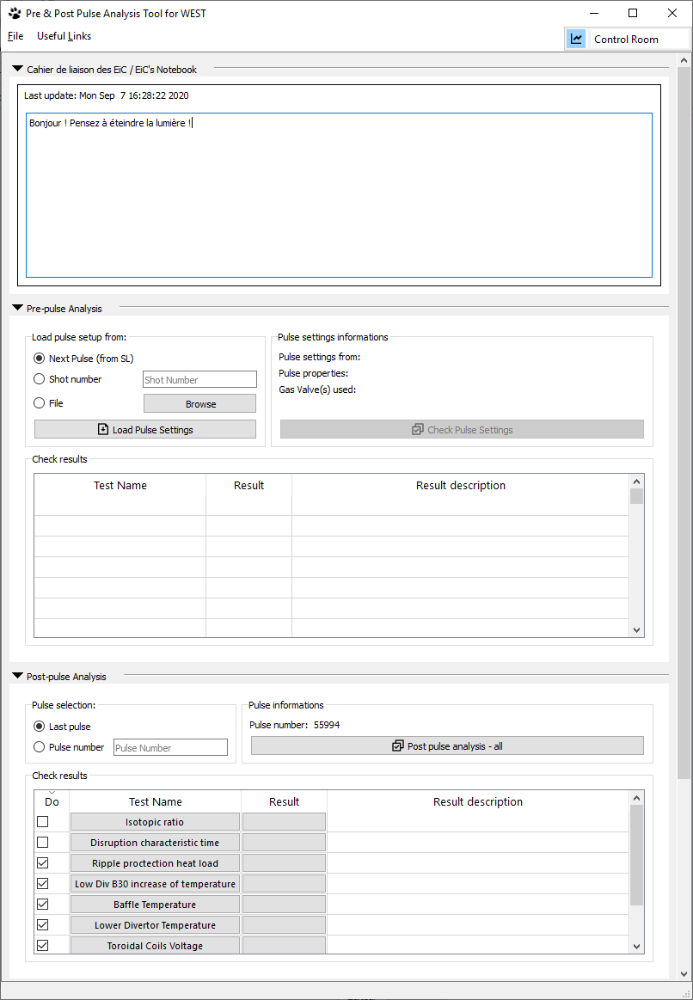 Pre & Post Pulse Analysis Tool for WEST
File Useful Links
Control Room
Cahier de liaison des EiC / EiC's Notebook
Last update: Mon Sep  7 16:28:22 2020
Bonjour ! Pensez à éteindre la lumière !
Pre-pulse Analysis
Load pulse setup from:
Next Pulse (from SL)
Shot number Shot Number
File Browse
Load Pulse Settings
Pulse settings informations
Pulse settings from:
Pulse properties:
Gas Valve(s) used:
Check Pulse Settings
Check results
Test Name Result Result description
Post-pulse Analysis
Pulse selection:
Last pulse
Pulse number Pulse Number
Pulse informations
Pulse number: 55994
Post pulse analysis - all
Check results
Do Test Name Result Result description
Isotopic ratio
Disruption characteristic time
Ripple proctection heat load
Low Div B30 increase of temperature
Baffle Temperature
Lower Divertor Temperature
Toroidal Coils Voltage